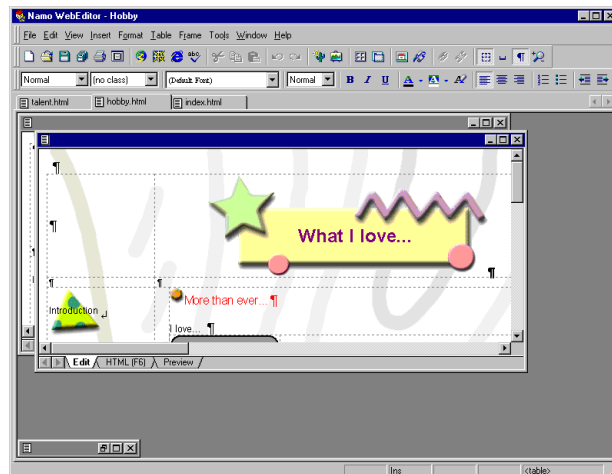 Namo WebEditor - Hobby
File Edit View Insert Format Table Frame Tools Window Help
Normal (no class) (Default Font) Normal B I U A A A
talent.html hobby.html index.html
What I love...
More than ever...
Introduction
I love...
Edit HTML (F6) Preview
Ins <table>